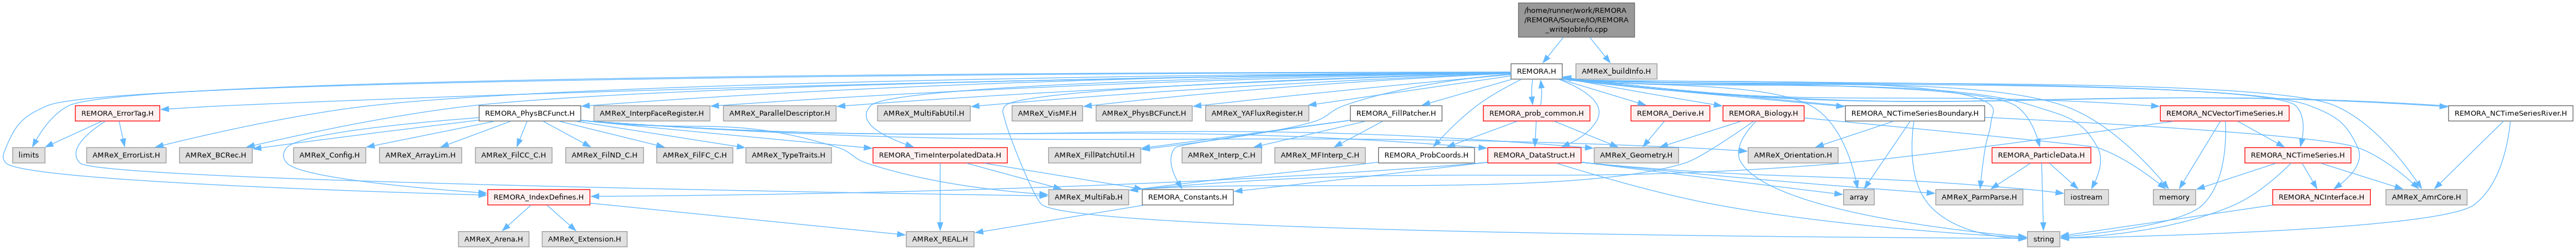 /home/runner/work/REMORA
/REMORA/Source/IO/REMORA
_writeJobInfo.cpp
REMORA.H
AMReX_buildInfo.H
REMORA_ErrorTag.H
REMORA_PhysBCFunct.H
AMReX_InterpFaceRegister.H
AMReX_ParallelDescriptor.H
AMReX_MultiFabUtil.H
AMReX_VisMF.H
AMReX_PhysBCFunct.H
AMReX_YAFluxRegister.H
REMORA_FillPatcher.H
REMORA_prob_common.H
REMORA_Derive.H
REMORA_Biology.H
REMORA_NCTimeSeriesBoundary.H
REMORA_NCVectorTimeSeries.H
REMORA_NCTimeSeriesRiver.H
limits
AMReX_ErrorList.H
AMReX_BCRec.H
AMReX_Config.H
AMReX_ArrayLim.H
AMReX_FilCC_C.H
AMReX_FilND_C.H
AMReX_FilFC_C.H
AMReX_TypeTraits.H
REMORA_TimeInterpolatedData.H
AMReX_FillPatchUtil.H
AMReX_Interp_C.H
AMReX_MFInterp_C.H
REMORA_ProbCoords.H
REMORA_DataStruct.H
AMReX_Geometry.H
AMReX_Orientation.H
REMORA_ParticleData.H
REMORA_NCTimeSeries.H
REMORA_IndexDefines.H
AMReX_MultiFab.H
REMORA_Constants.H
array
AMReX_ParmParse.H
iostream
memory
REMORA_NCInterface.H
AMReX_AmrCore.H
AMReX_Arena.H
AMReX_Extension.H
AMReX_REAL.H
string